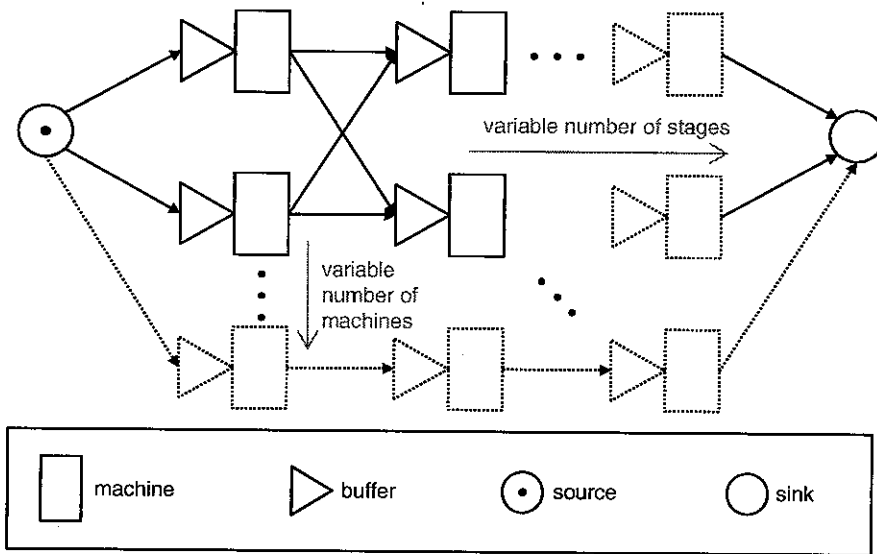 variable number of stages
variable
number of
machines
machine
buffer
source
sink